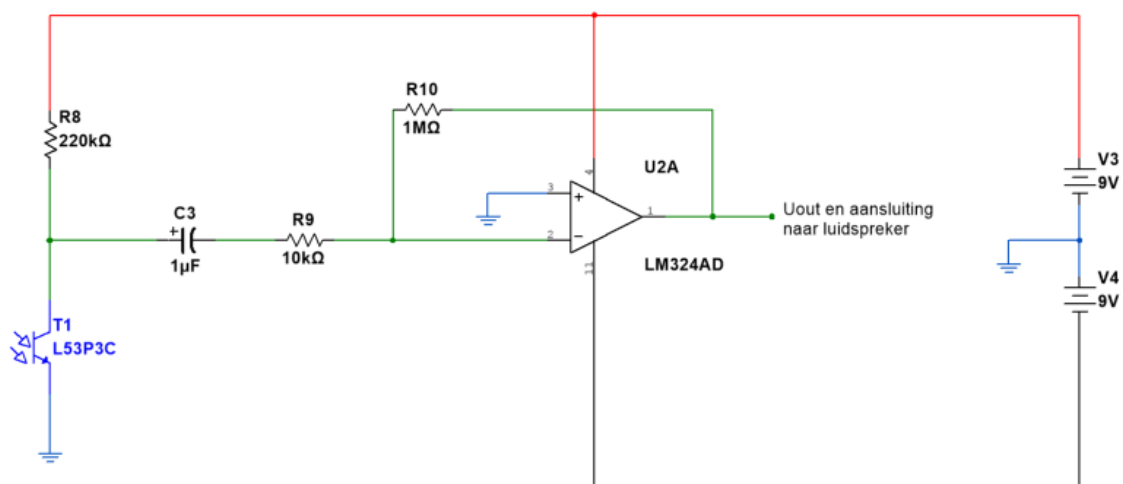 R10
1MΩ
R8
220kΩ
U2A
V3
9V
4
3
+
C3
+
1µF
R9
10kΩ
1
Uout en aansluiting
naar luidspreker
2
−
11
LM324AD
V4
9V
T1
L53P3C